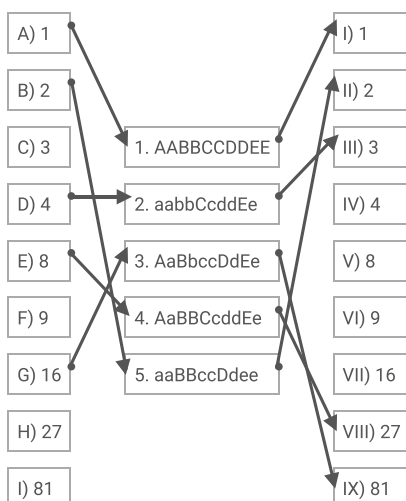 A) 1
B) 2
C) 3
D) 4
E) 8
F) 9
G) 16
H) 27
I) 81
1. AABBCCDDEE
2. aabbCcddEe
3. AaBbccDdEe
4. AaBBCcddEe
5. aaBBccDdee
I) 1
II) 2
III) 3
IV) 4
V) 8
VI) 9
VII) 16
VIII) 27
IX) 81